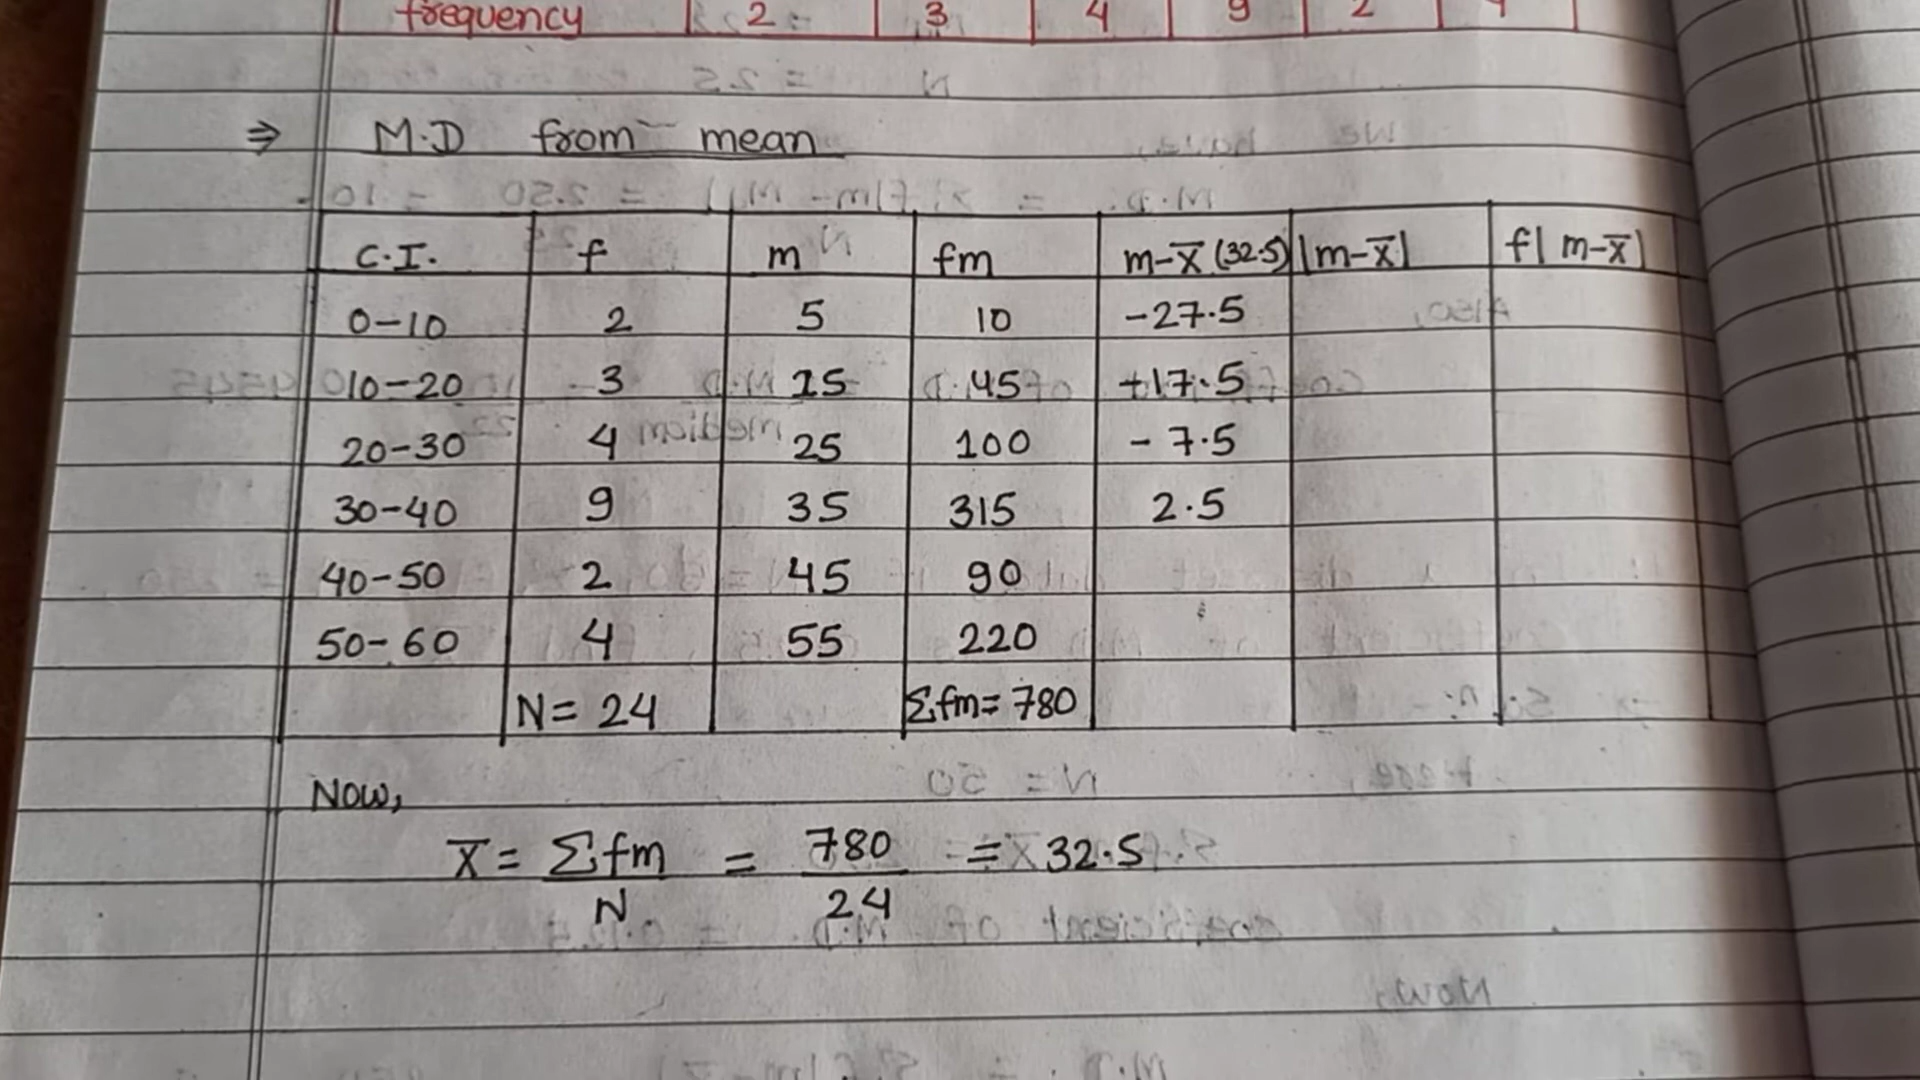 frequency 2 3 4 9 2 4
⇒ M.D from mean
C.I. f m fm m-x̄ (32.5) |m-x̄| f| m-x̄|
0-10 2 5 10 -27.5
10-20 3 15 45 +17.5
20-30 4 25 100 - 7.5
30-40 9 35 315 2.5
40-50 2 45 90
50-60 4 55 220
N= 24 Σfm= 780
Now,
X̄ = Σfm/N = 780/24 = 32.5